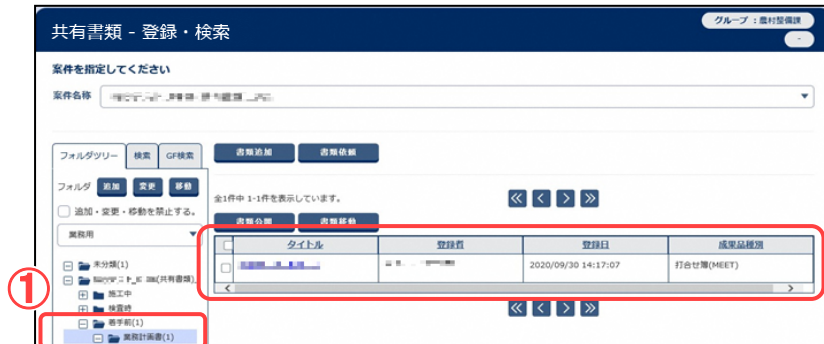 共有書類 - 登録・検索
グループ : 農村整備課
-
案件を指定してください
案件名称
フォルダツリー 検索 GF検索
書類追加 書類依頼
フォルダ 追加 変更 移動
全1件中 1-1件を表示しています。
追加・変更・移動を禁止する。
書類公開 書類移動
業務用
タイトル 登録者 登録日 成果品種別
2020/09/30 14:17:07 打合せ簿(MEET)
未分類(1)
(共有書類)
①
施工中
検査時
着手前(1)
業務計画書(1)